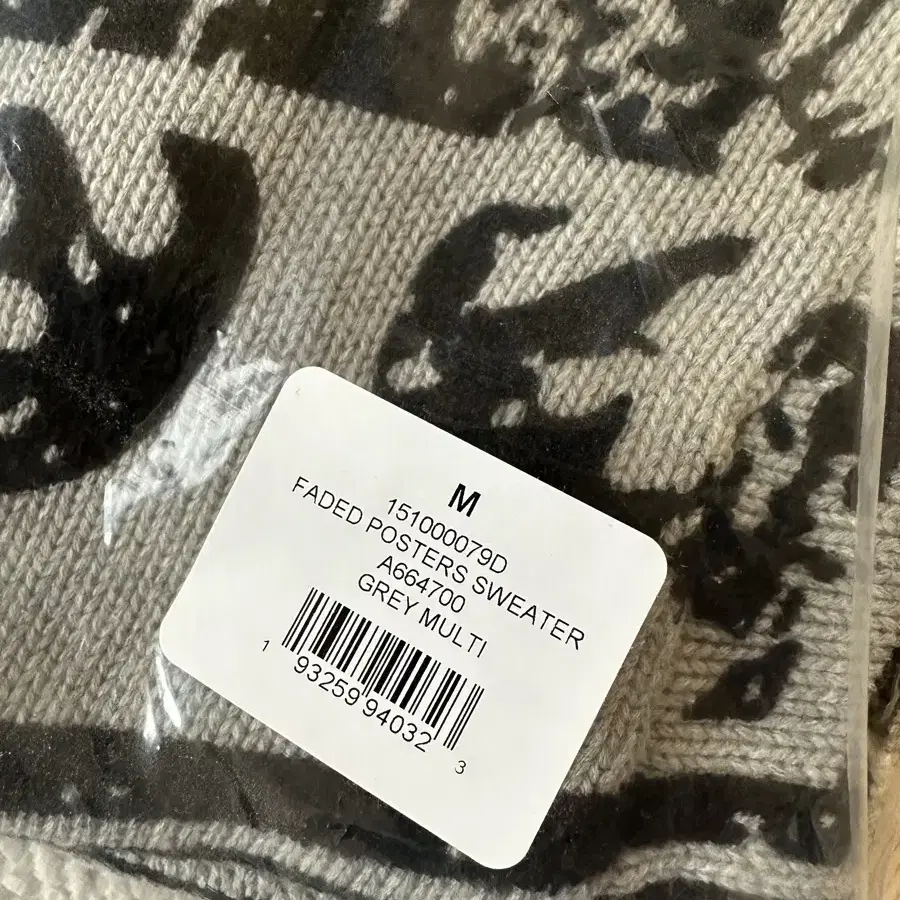 M
151000079D
FADED POSTERS SWEATER
A664700
GREY MULTI
1 93259 94032 3